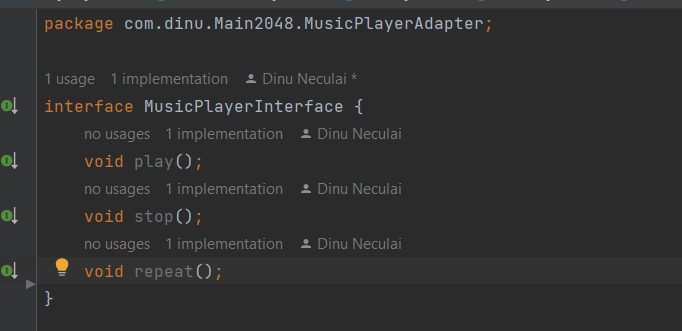 package com.dinu.Main2048.MusicPlayerAdapter;
1 usage 1 implementation Dinu Neculai *
interface MusicPlayerInterface {
no usages 1 implementation Dinu Neculai
void play();
no usages 1 implementation Dinu Neculai
void stop();
no usages 1 implementation Dinu Neculai
void repeat();
}